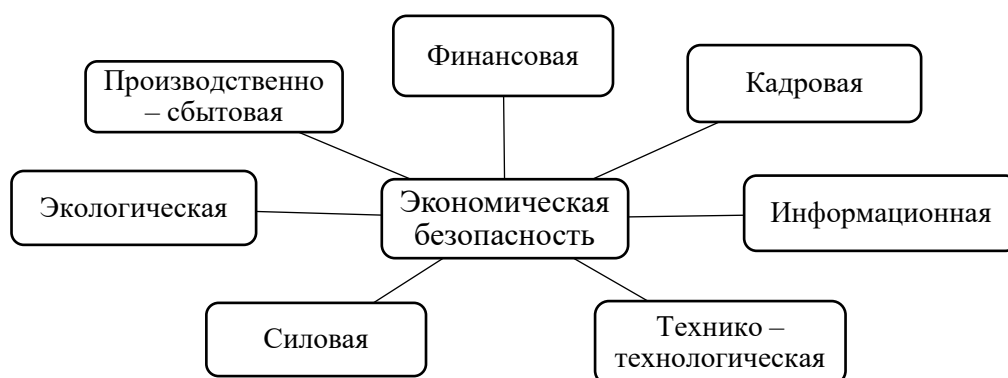 Финансовая
Производственно
– сбытовая
Кадровая
Экологическая
Экономическая
безопасность
Информационная
Силовая
Технико –
технологическая